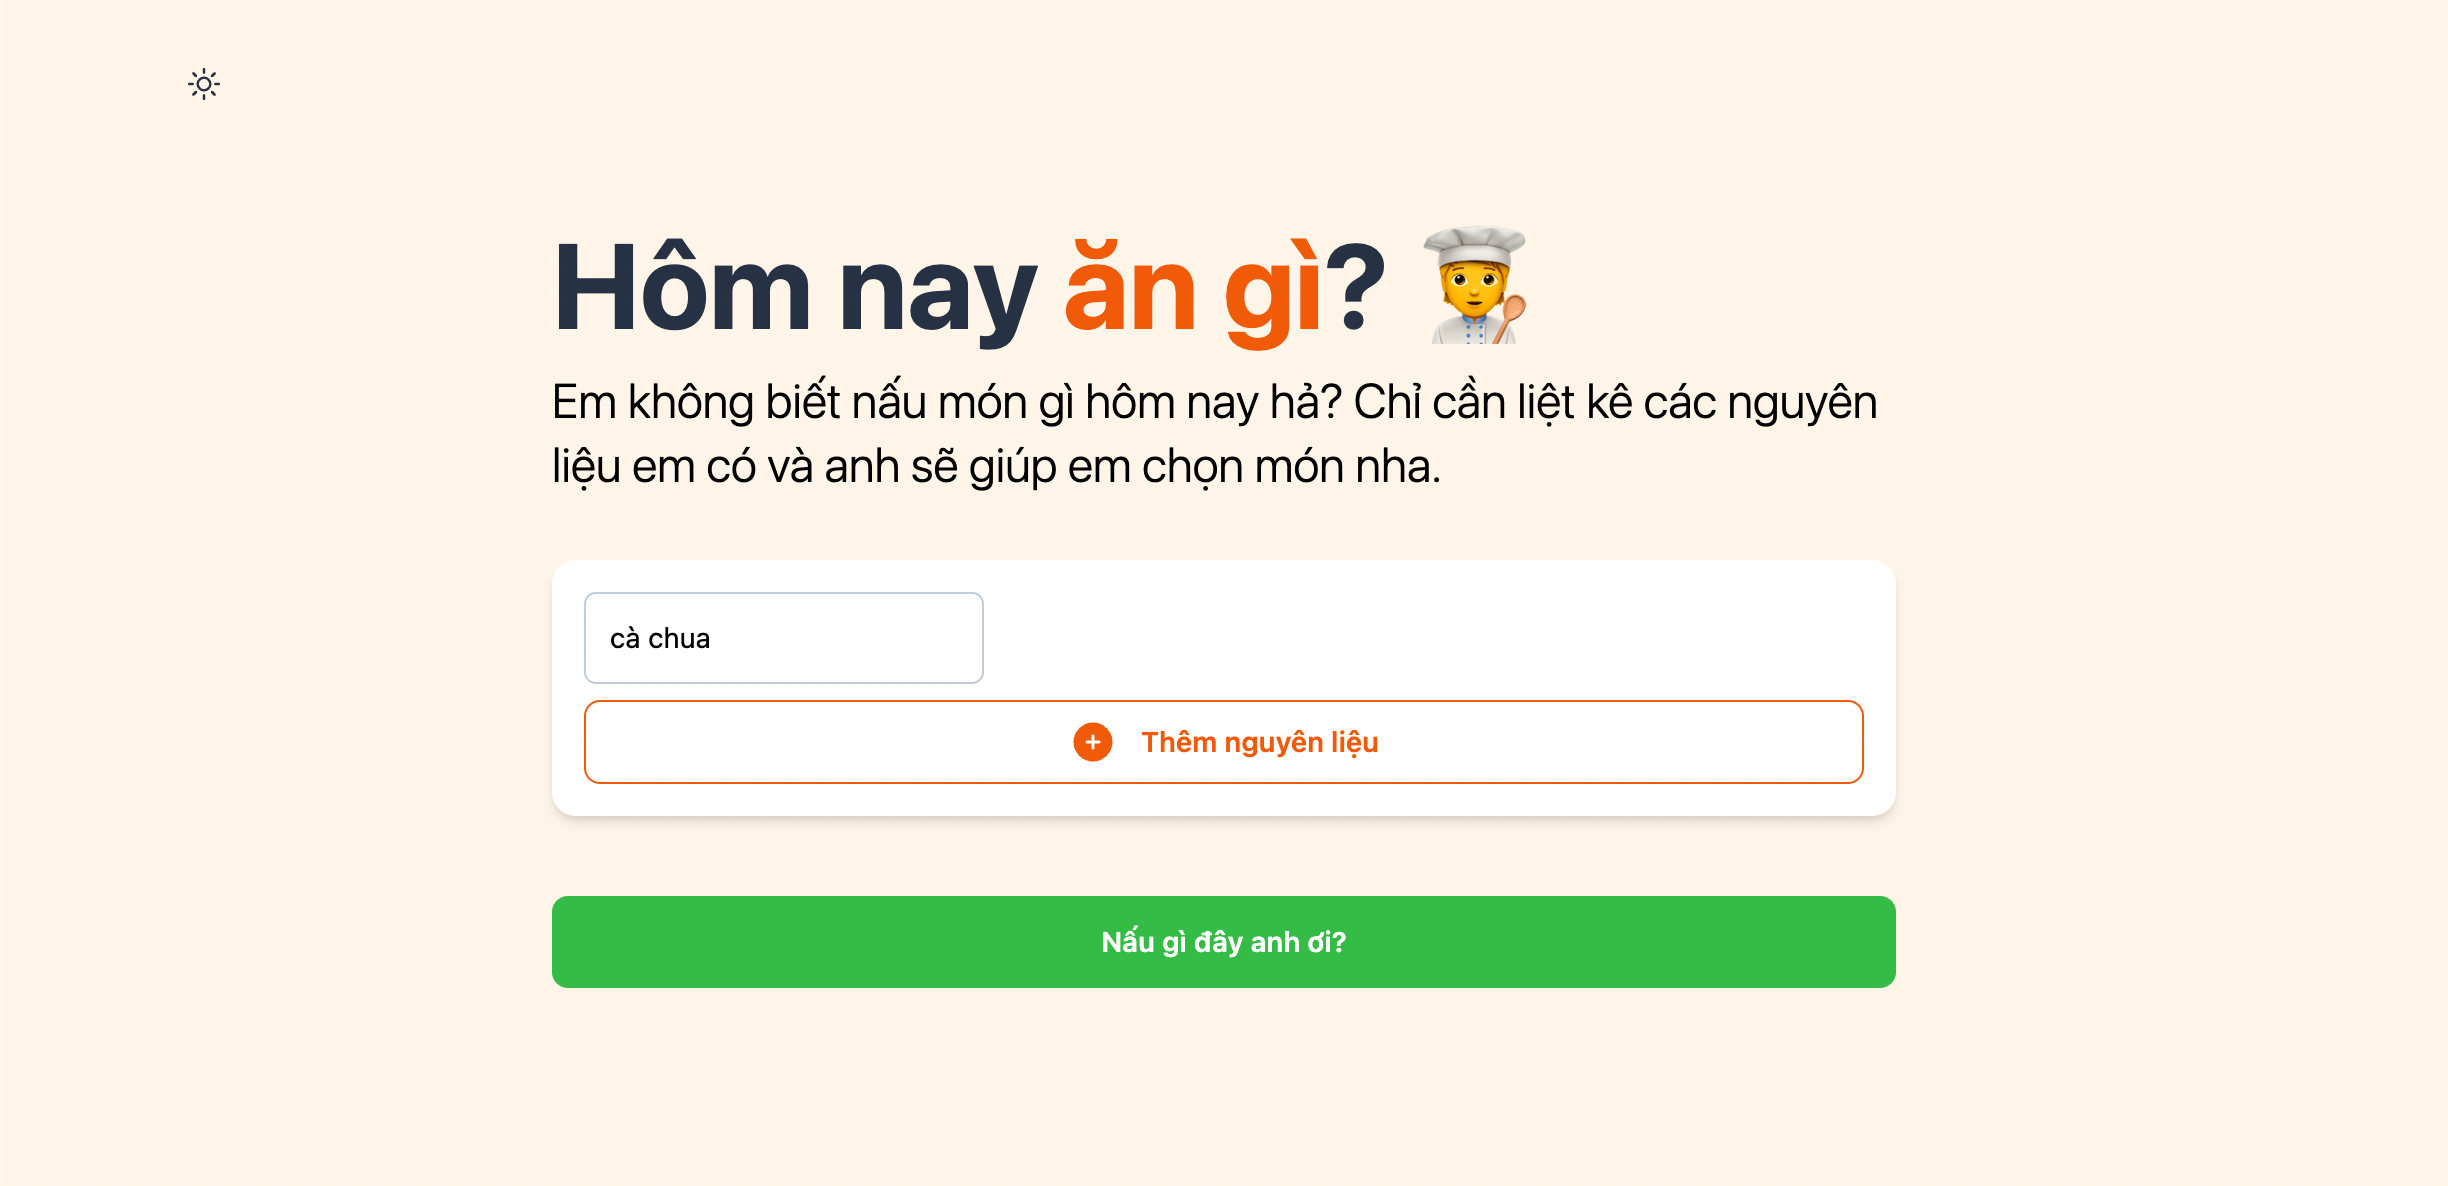 Hôm nay ăn gì?
Em không biết nấu món gì hôm nay hả? Chỉ cần liệt kê các nguyên
liệu em có và anh sẽ giúp em chọn món nha.
cà chua
Thêm nguyên liệu
Nấu gì đây anh ơi?